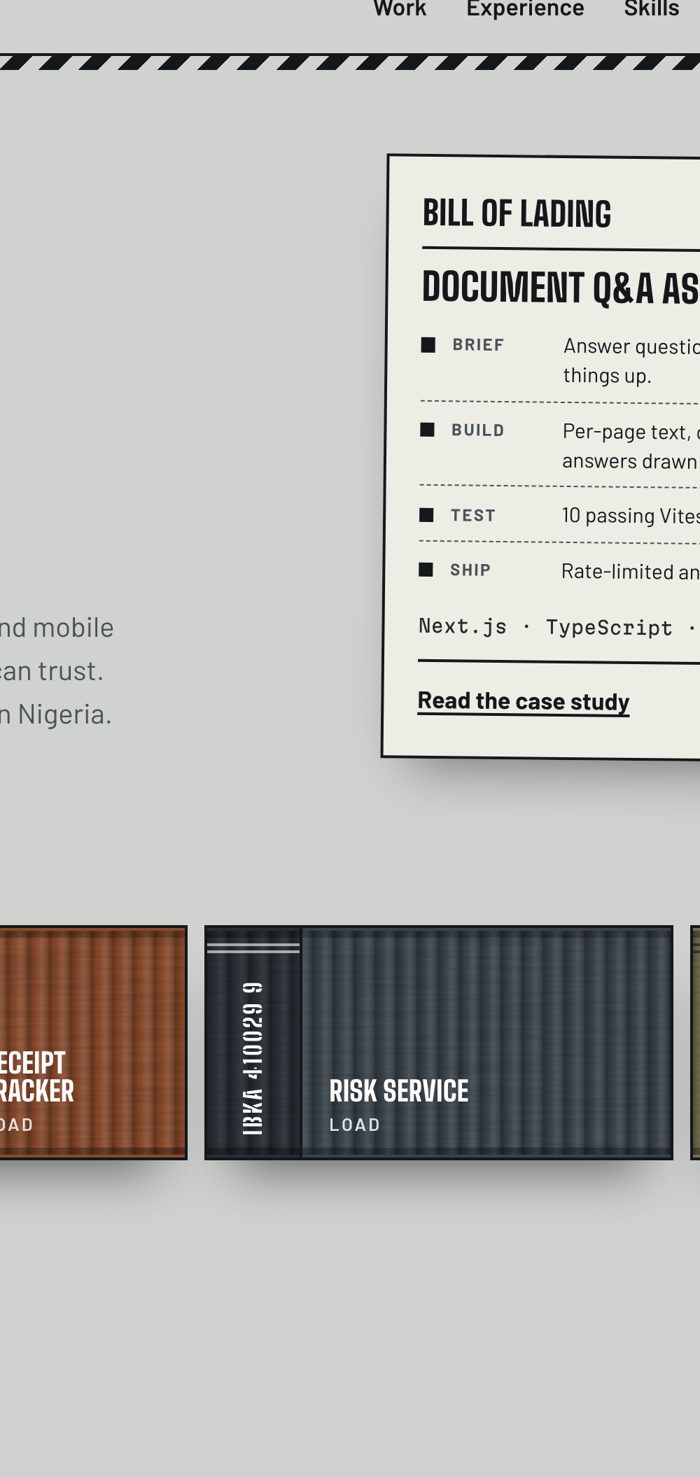 Work Experience Skills
BILL OF LADING
DOCUMENT Q&A AS
BRIEF Answer questio
things up.
BUILD Per-page text,
answers drawn
TEST 10 passing Vites
SHIP Rate-limited an
Next.js · TypeScript ·
Read the case study
nd mobile
can trust.
n Nigeria.
ECEIPT
RACKER
OAD
IBKA 410029 9
RISK SERVICE
LOAD